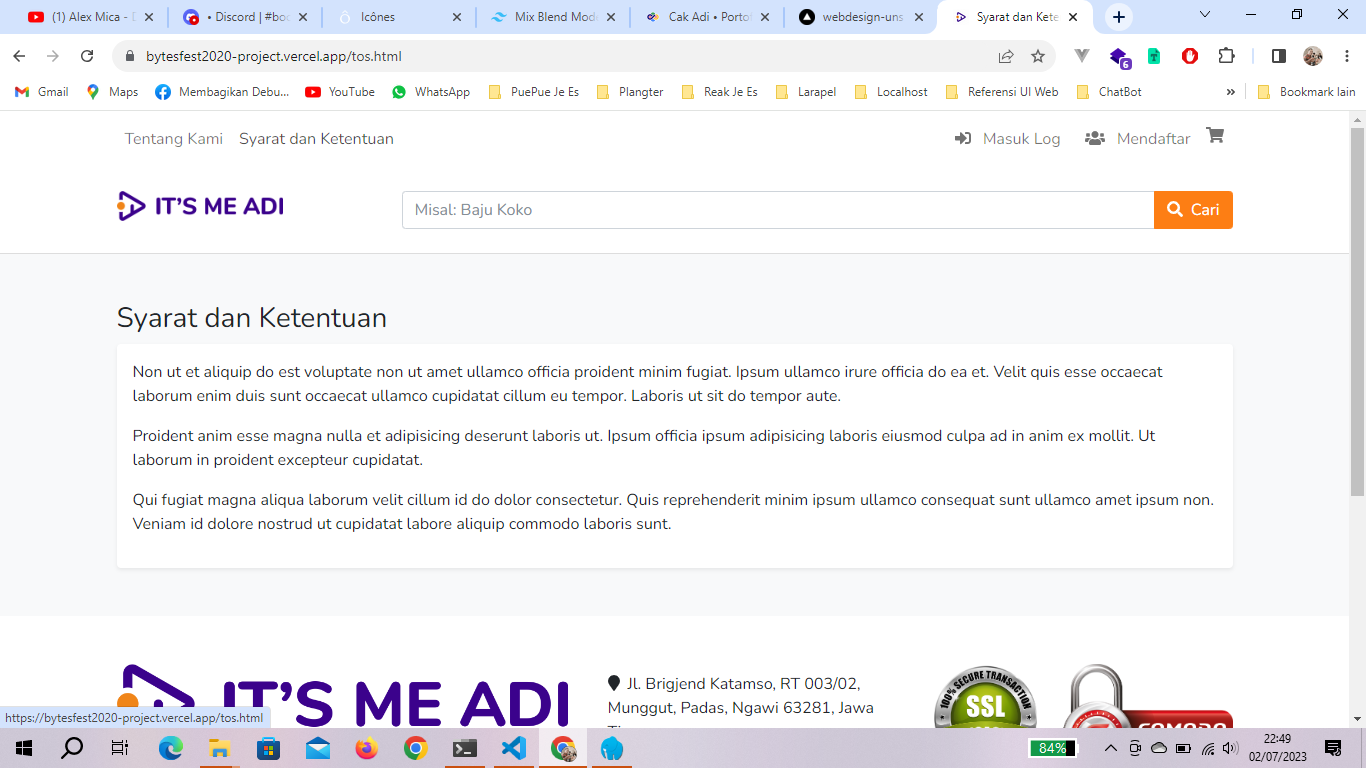 (1) Alex Mica - D
• Discord | #boo
Icônes
Mix Blend Mod
Cak Adi • Porto
webdesign-uns
Syarat dan Kete
bytesfest2020-project.vercel.app/tos.html
6
Gmail
Maps
Membagikan Debu...
YouTube
WhatsApp
PuePue Je Es
Plangter
Reak Je Es
Larapel
Localhost
Referensi UI Web
ChatBot
»
Bookmark lain
Tentang Kami
Syarat dan Ketentuan
Masuk Log
Mendaftar
IT'S ME ADI
Misal: Baju Koko
Cari
Syarat dan Ketentuan
Non ut et aliquip do est voluptate non ut amet ullamco officia proident minim fugiat. Ipsum ullamco irure officia do ea et. Velit quis esse occaecat
laborum enim duis sunt occaecat ullamco cupidatat cillum eu tempor. Laboris ut sit do tempor aute.
Proident anim esse magna nulla et adipisicing deserunt laboris ut. Ipsum officia ipsum adipisicing laboris eiusmod culpa ad in anim ex mollit. Ut
laborum in proident excepteur cupidatat.
Qui fugiat magna aliqua laborum velit cillum id do dolor consectetur. Quis reprehenderit minim ipsum ullamco consequat sunt ullamco amet ipsum non.
Veniam id dolore nostrud ut cupidatat labore aliquip commodo laboris sunt.
IT'S ME ADI
Jl. Brigjend Katamso, RT 003/02,
Munggut, Padas, Ngawi 63281, Jawa
100% SECURE TRANSACTION
SSL
COMODO
https://bytesfest2020-project.vercel.app/tos.html
84%
22:49
02/07/2023